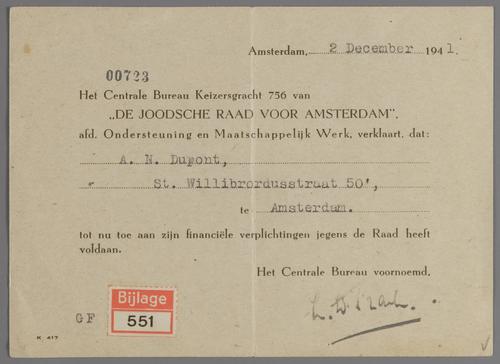 Amsterdam, 2 December 1941.
00723
Het Centrale Bureau Keizersgracht 756 van
„DE JOODSCHE RAAD VOOR AMSTERDAM",
afd. Ondersteuning en Maatschappelijk Werk, verklaart, dat:
A. N. Dupont,
St. Willibrordusstraat 50',
te Amsterdam.
tot nu toe aan zijn financiële verplichtingen jegens de Raad heeft
voldaan.
Het Centrale Bureau voornoemd,
Bijlage
GF 551
K 417